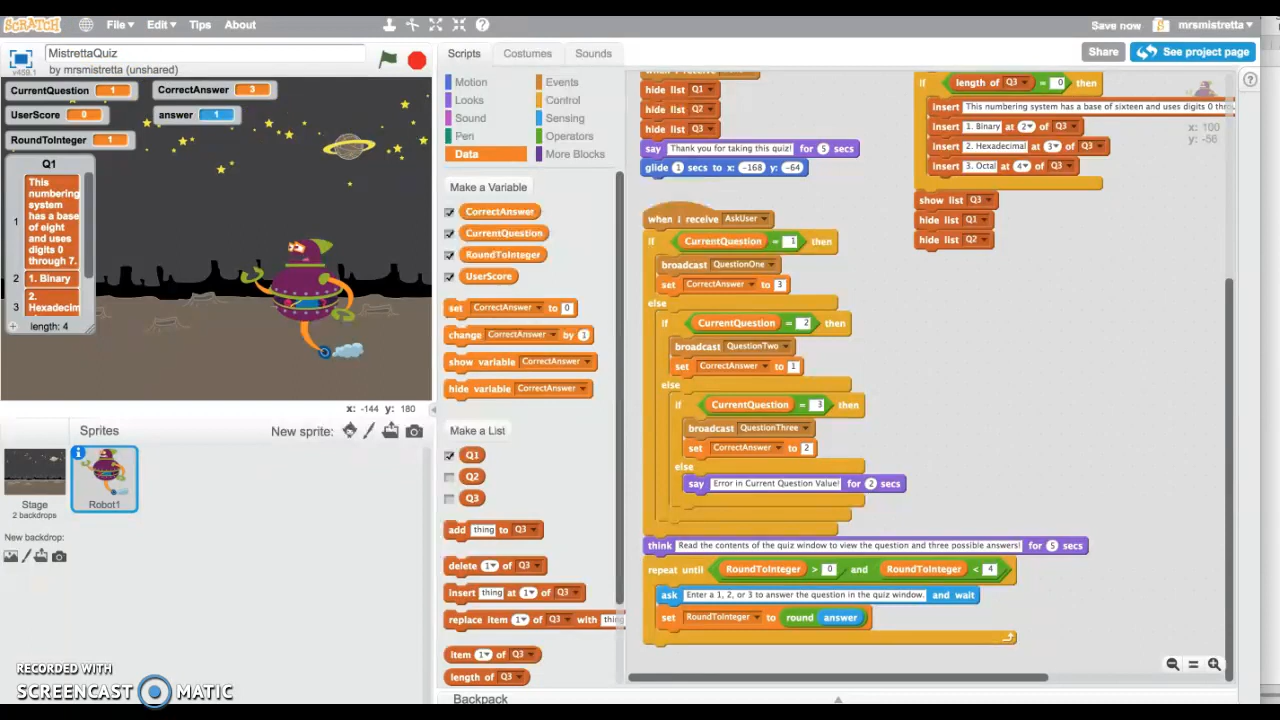 SCRATCH File Edit Tips About Save now mrsmistretta
MistrettaQuiz
by mrsmistretta (unshared)
v459.1
Scripts Costumes Sounds
Share See project page
CurrentQuestion 1 CorrectAnswer 3
UserScore 0 answer 1
RoundToInteger 1
Q1
1 This numbering system has a base of eight and uses digits 0 through 7.
2 1. Binary
3 2. Hexadecim
length: 4
x: -144 y: 180
Sprites New sprite:
Stage
2 backdrops
Robot1
New backdrop:
RECORDED WITH
SCREENCAST MATIC
Motion Events
Looks Control
Sound Sensing
Pen Operators
Data More Blocks
Make a Variable
CorrectAnswer
CurrentQuestion
RoundToInteger
UserScore
set CorrectAnswer to 0
change CorrectAnswer by 1
show variable CorrectAnswer
hide variable CorrectAnswer
Make a List
Q1
Q2
Q3
add thing to Q3
delete 1 of Q3
insert thing at 1 of Q3
replace item 1 of Q3 with thing
item 1 of Q3
length of Q3
when I receive
hide list Q1
hide list Q2
hide list Q3
say Thank you for taking this quiz! for 5 secs
glide 1 secs to x: -168 y: -64
when I receive AskUser
if CurrentQuestion = 1 then
broadcast QuestionOne
set CorrectAnswer to 3
else
if CurrentQuestion = 2 then
broadcast QuestionTwo
set CorrectAnswer to 1
else
if CurrentQuestion = 3 then
broadcast QuestionThree
set CorrectAnswer to 2
else
say Error in Current Question Value! for 2 secs
think Read the contents of the quiz window to view the question and three possible answers! for 5 secs
repeat until RoundToInteger > 0 and RoundToInteger < 4
ask Enter a 1, 2, or 3 to answer the question in the quiz window. and wait
set RoundToInteger to round answer
if length of Q3 = 0 then
insert This numbering system has a base of sixteen and uses digits 0 thro
insert 1. Binary at 2 of Q3
insert 2. Hexadecimal at 3 of Q3
insert 3. Octal at 4 of Q3
show list Q3
hide list Q1
hide list Q2
x: 100
y: -56
Backpack